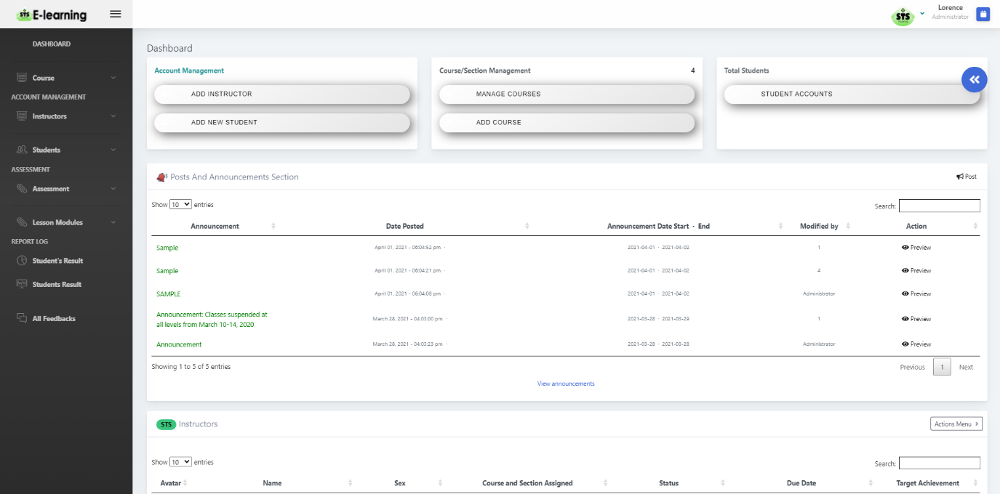 STS E-learning
Lorence
Administrator
STS
DASHBOARD
Course
ACCOUNT MANAGEMENT
Instructors
Students
ASSESSMENT
Assessment
Lesson Modules
REPORT LOG
Student's Result
Students Result
All Feedbacks
Dashboard
Account Management
ADD INSTRUCTOR
ADD NEW STUDENT
Course/Section Management 4
MANAGE COURSES
ADD COURSE
Total Students
STUDENT ACCOUNTS
Posts And Announcements Section
Post
Show 10 entries
Search:
Announcement Date Posted Announcement Date Start - End Modified by Action
Sample April 01, 2021 - 06:04:52 pm - 2021-04-01 - 2021-04-02 1 Preview
Sample April 01, 2021 - 06:04:21 pm - 2021-04-01 - 2021-04-02 4 Preview
SAMPLE April 01, 2021 - 06:04:08 pm - 2021-04-01 - 2021-04-02 Administrator Preview
Announcement: Classes suspended at
all levels from March 10-14, 2020 March 28, 2021 - 04:03:00 pm - 2021-03-28 - 2021-03-29 1 Preview
Announcement March 28, 2021 - 04:03:23 pm - 2021-03-28 - 2021-03-28 Administrator Preview
Showing 1 to 5 of 5 entries
Previous 1 Next
View announcements
STS Instructors
Actions Menu >
Show 10 entries
Search:
Avatar Name Sex Course and Section Assigned Status Due Date Target Achievement